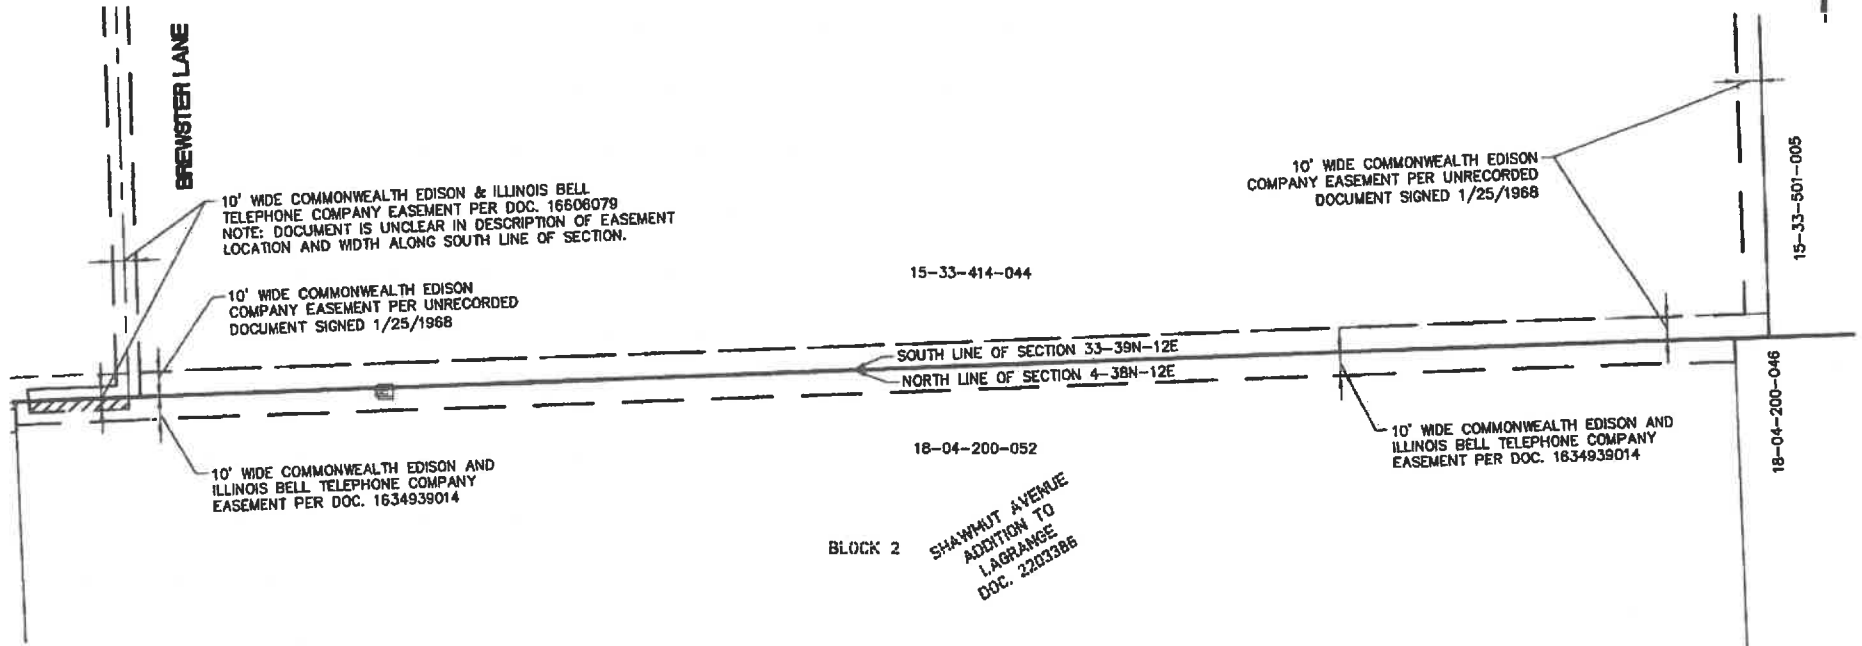 BREWSTER LANE
10' WIDE COMMONWEALTH EDISON & ILLINOIS BELL
TELEPHONE COMPANY EASEMENT PER DOC. 16606079
NOTE: DOCUMENT IS UNCLEAR IN DESCRIPTION OF EASEMENT
LOCATION AND WIDTH ALONG SOUTH LINE OF SECTION.
10' WIDE COMMONWEALTH EDISON
COMPANY EASEMENT PER UNRECORDED
DOCUMENT SIGNED 1/25/1968
10' WIDE COMMONWEALTH EDISON
COMPANY EASEMENT PER UNRECORDED
DOCUMENT SIGNED 1/25/1968
15-33-501-005
15-33-414-044
SOUTH LINE OF SECTION 33-39N-12E
NORTH LINE OF SECTION 4-38N-12E
18-04-200-052
18-04-200-046
10' WIDE COMMONWEALTH EDISON AND
ILLINOIS BELL TELEPHONE COMPANY
EASEMENT PER DOC. 1634939014
10' WIDE COMMONWEALTH EDISON AND
ILLINOIS BELL TELEPHONE COMPANY
EASEMENT PER DOC. 1634939014
BLOCK 2
SHAWMUT AVENUE
ADDITION TO
LAGRANGE
DOC. 2203386